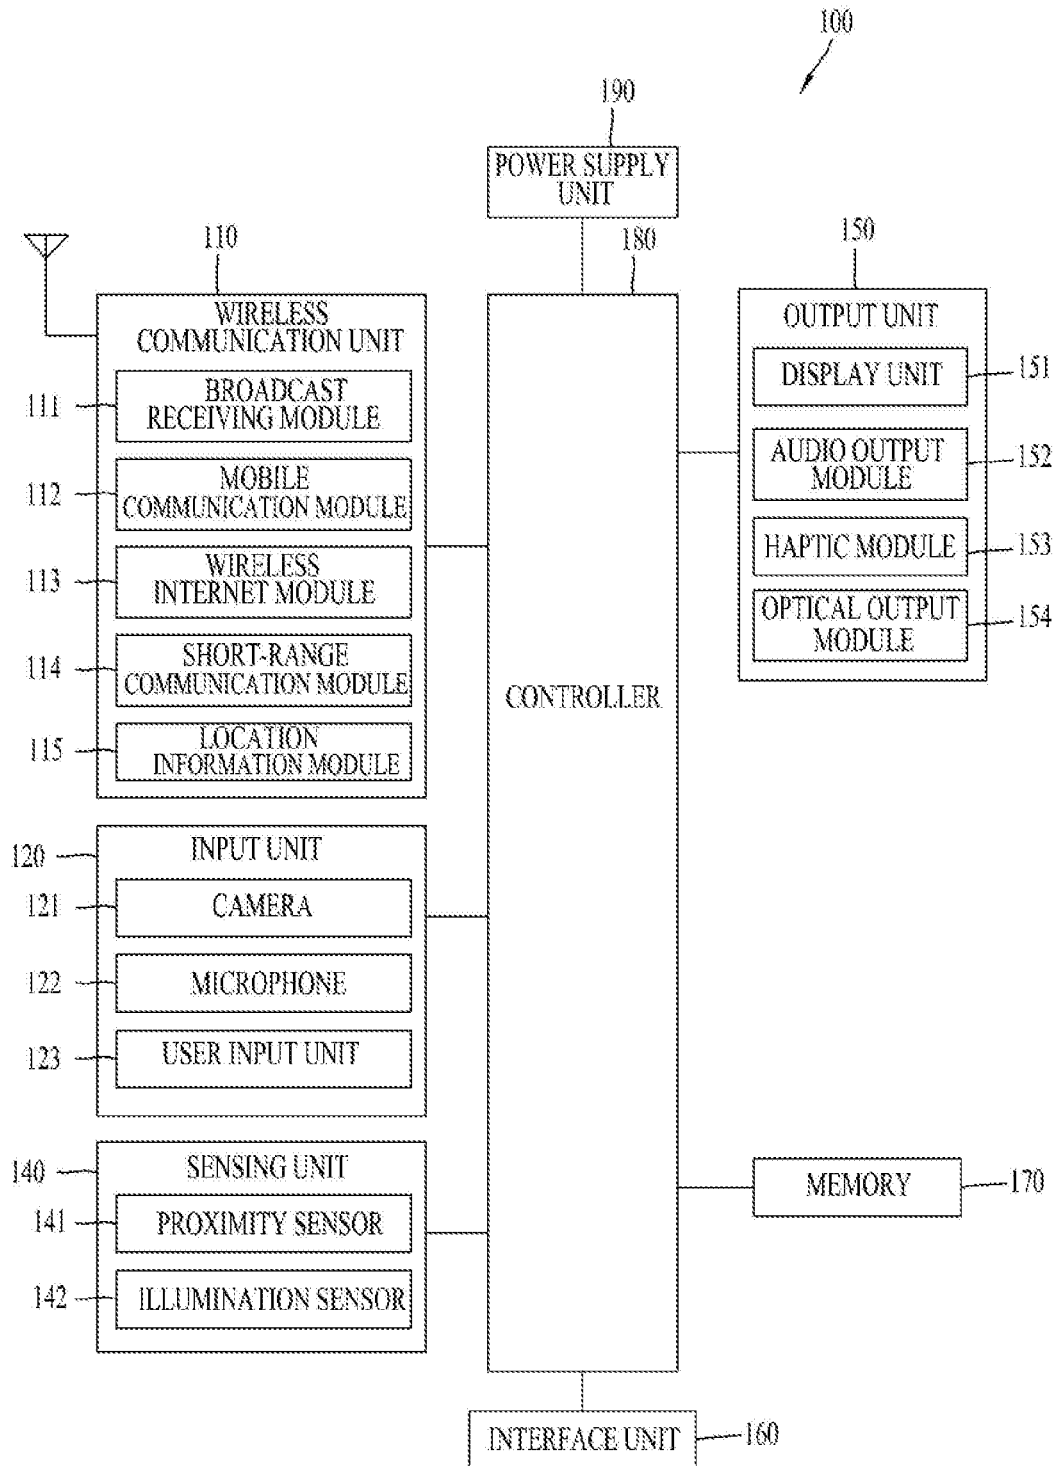 100
190
POWER SUPPLY
UNIT
110
WIRELESS
COMMUNICATION UNIT
111
BROADCAST
RECEIVING MODULE
112
MOBILE
COMMUNICATION MODULE
113
WIRELESS
INTERNET MODULE
114
SHORT-RANGE
COMMUNICATION MODULE
115
LOCATION
INFORMATION MODULE
120
INPUT UNIT
121
CAMERA
122
MICROPHONE
123
USER INPUT UNIT
140
SENSING UNIT
141
PROXIMITY SENSOR
142
ILLUMINATION SENSOR
180
CONTROLLER
150
OUTPUT UNIT
DISPLAY UNIT
151
AUDIO OUTPUT
MODULE
152
HAPTIC MODULE
153
OPTICAL OUTPUT
MODULE
154
MEMORY
170
INTERFACE UNIT
160